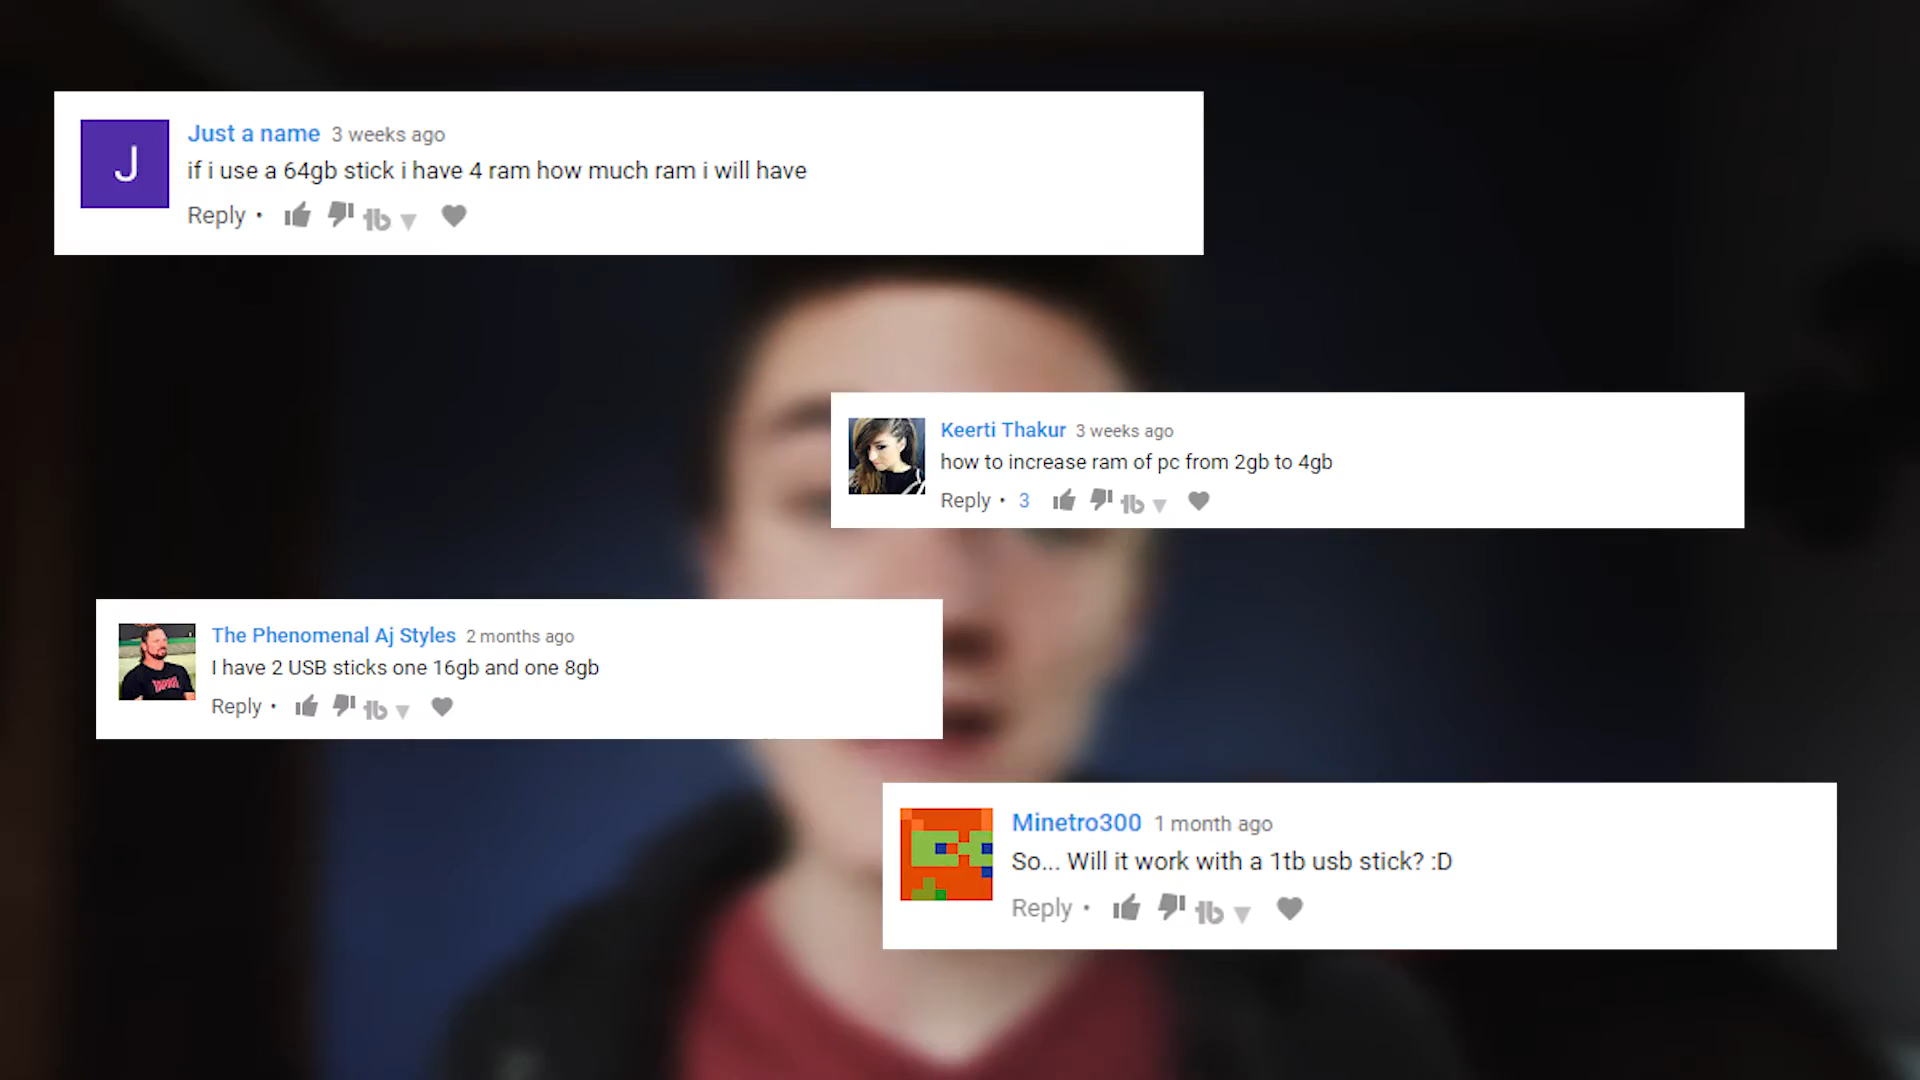 J
Just a name 3 weeks ago
if i use a 64gb stick i have 4 ram how much ram i will have
Reply •
Keerti Thakur 3 weeks ago
how to increase ram of pc from 2gb to 4gb
Reply • 3
The Phenomenal Aj Styles 2 months ago
I have 2 USB sticks one 16gb and one 8gb
Reply •
Minetro300 1 month ago
So... Will it work with a 1tb usb stick? :D
Reply •